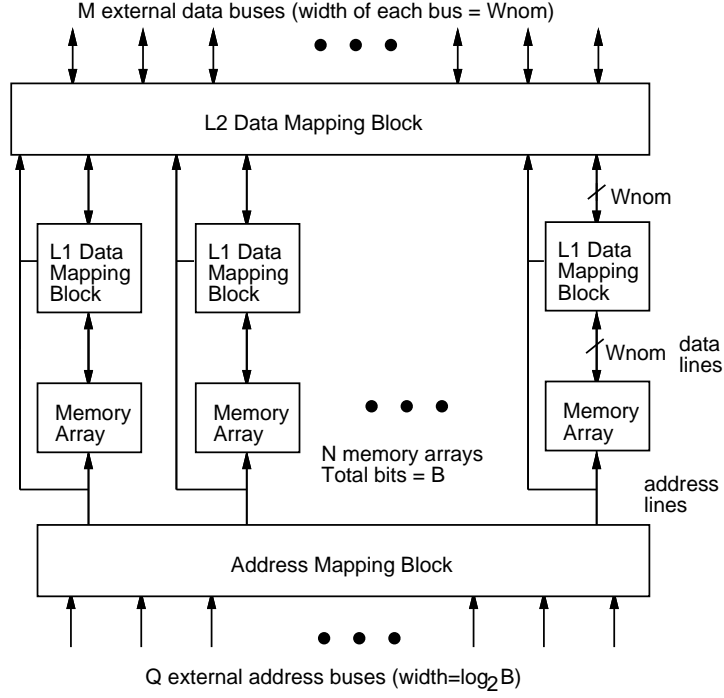 M external data buses (width of each bus = Wnom)
L2 Data Mapping Block
Wnom
L1 Data
Mapping
Block
L1 Data
Mapping
Block
L1 Data
Mapping
Block
Wnom
data
lines
Memory
Array
Memory
Array
Memory
Array
N memory arrays
Total bits = B
address
lines
Address Mapping Block
Q external address buses (width=log2B)